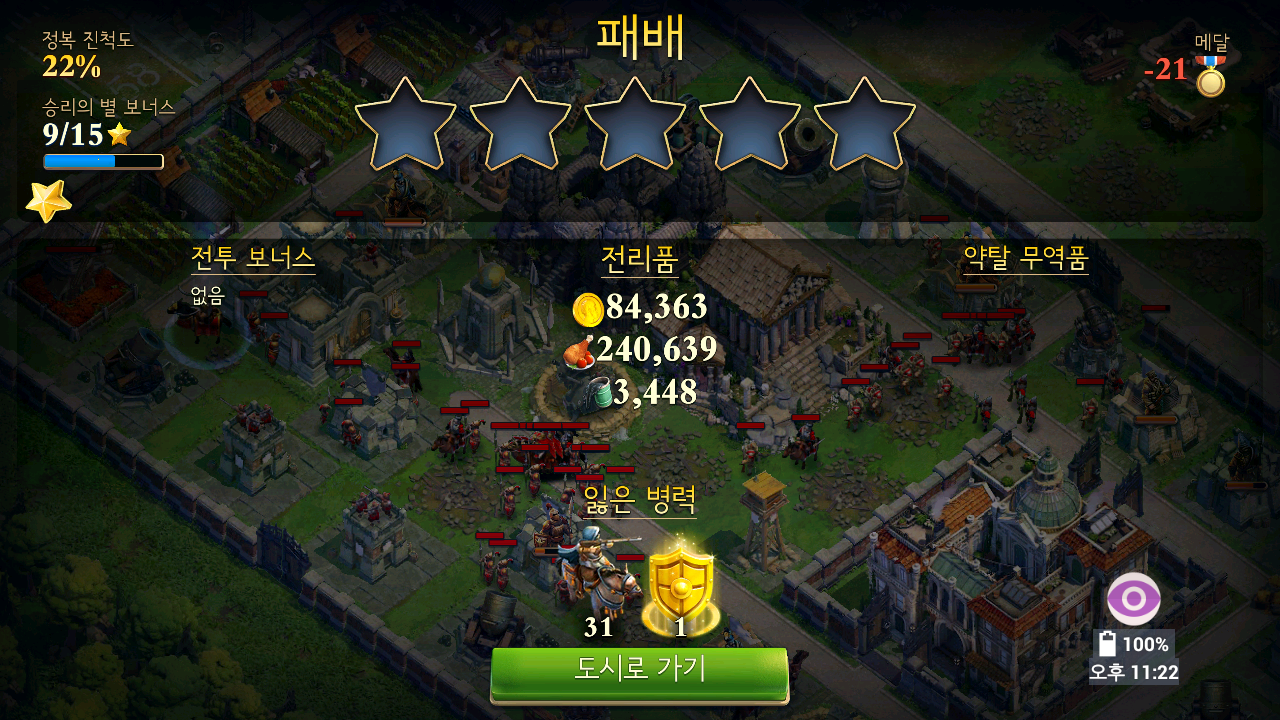 패배
정복 진척도
22%
승리의 별 보너스
9/15
메달
-21
전투 보너스
없음
전리품
84,363
240,639
3,448
약탈 무역품
잃은 병력
31
1
도시로 가기
100%
오후 11:22